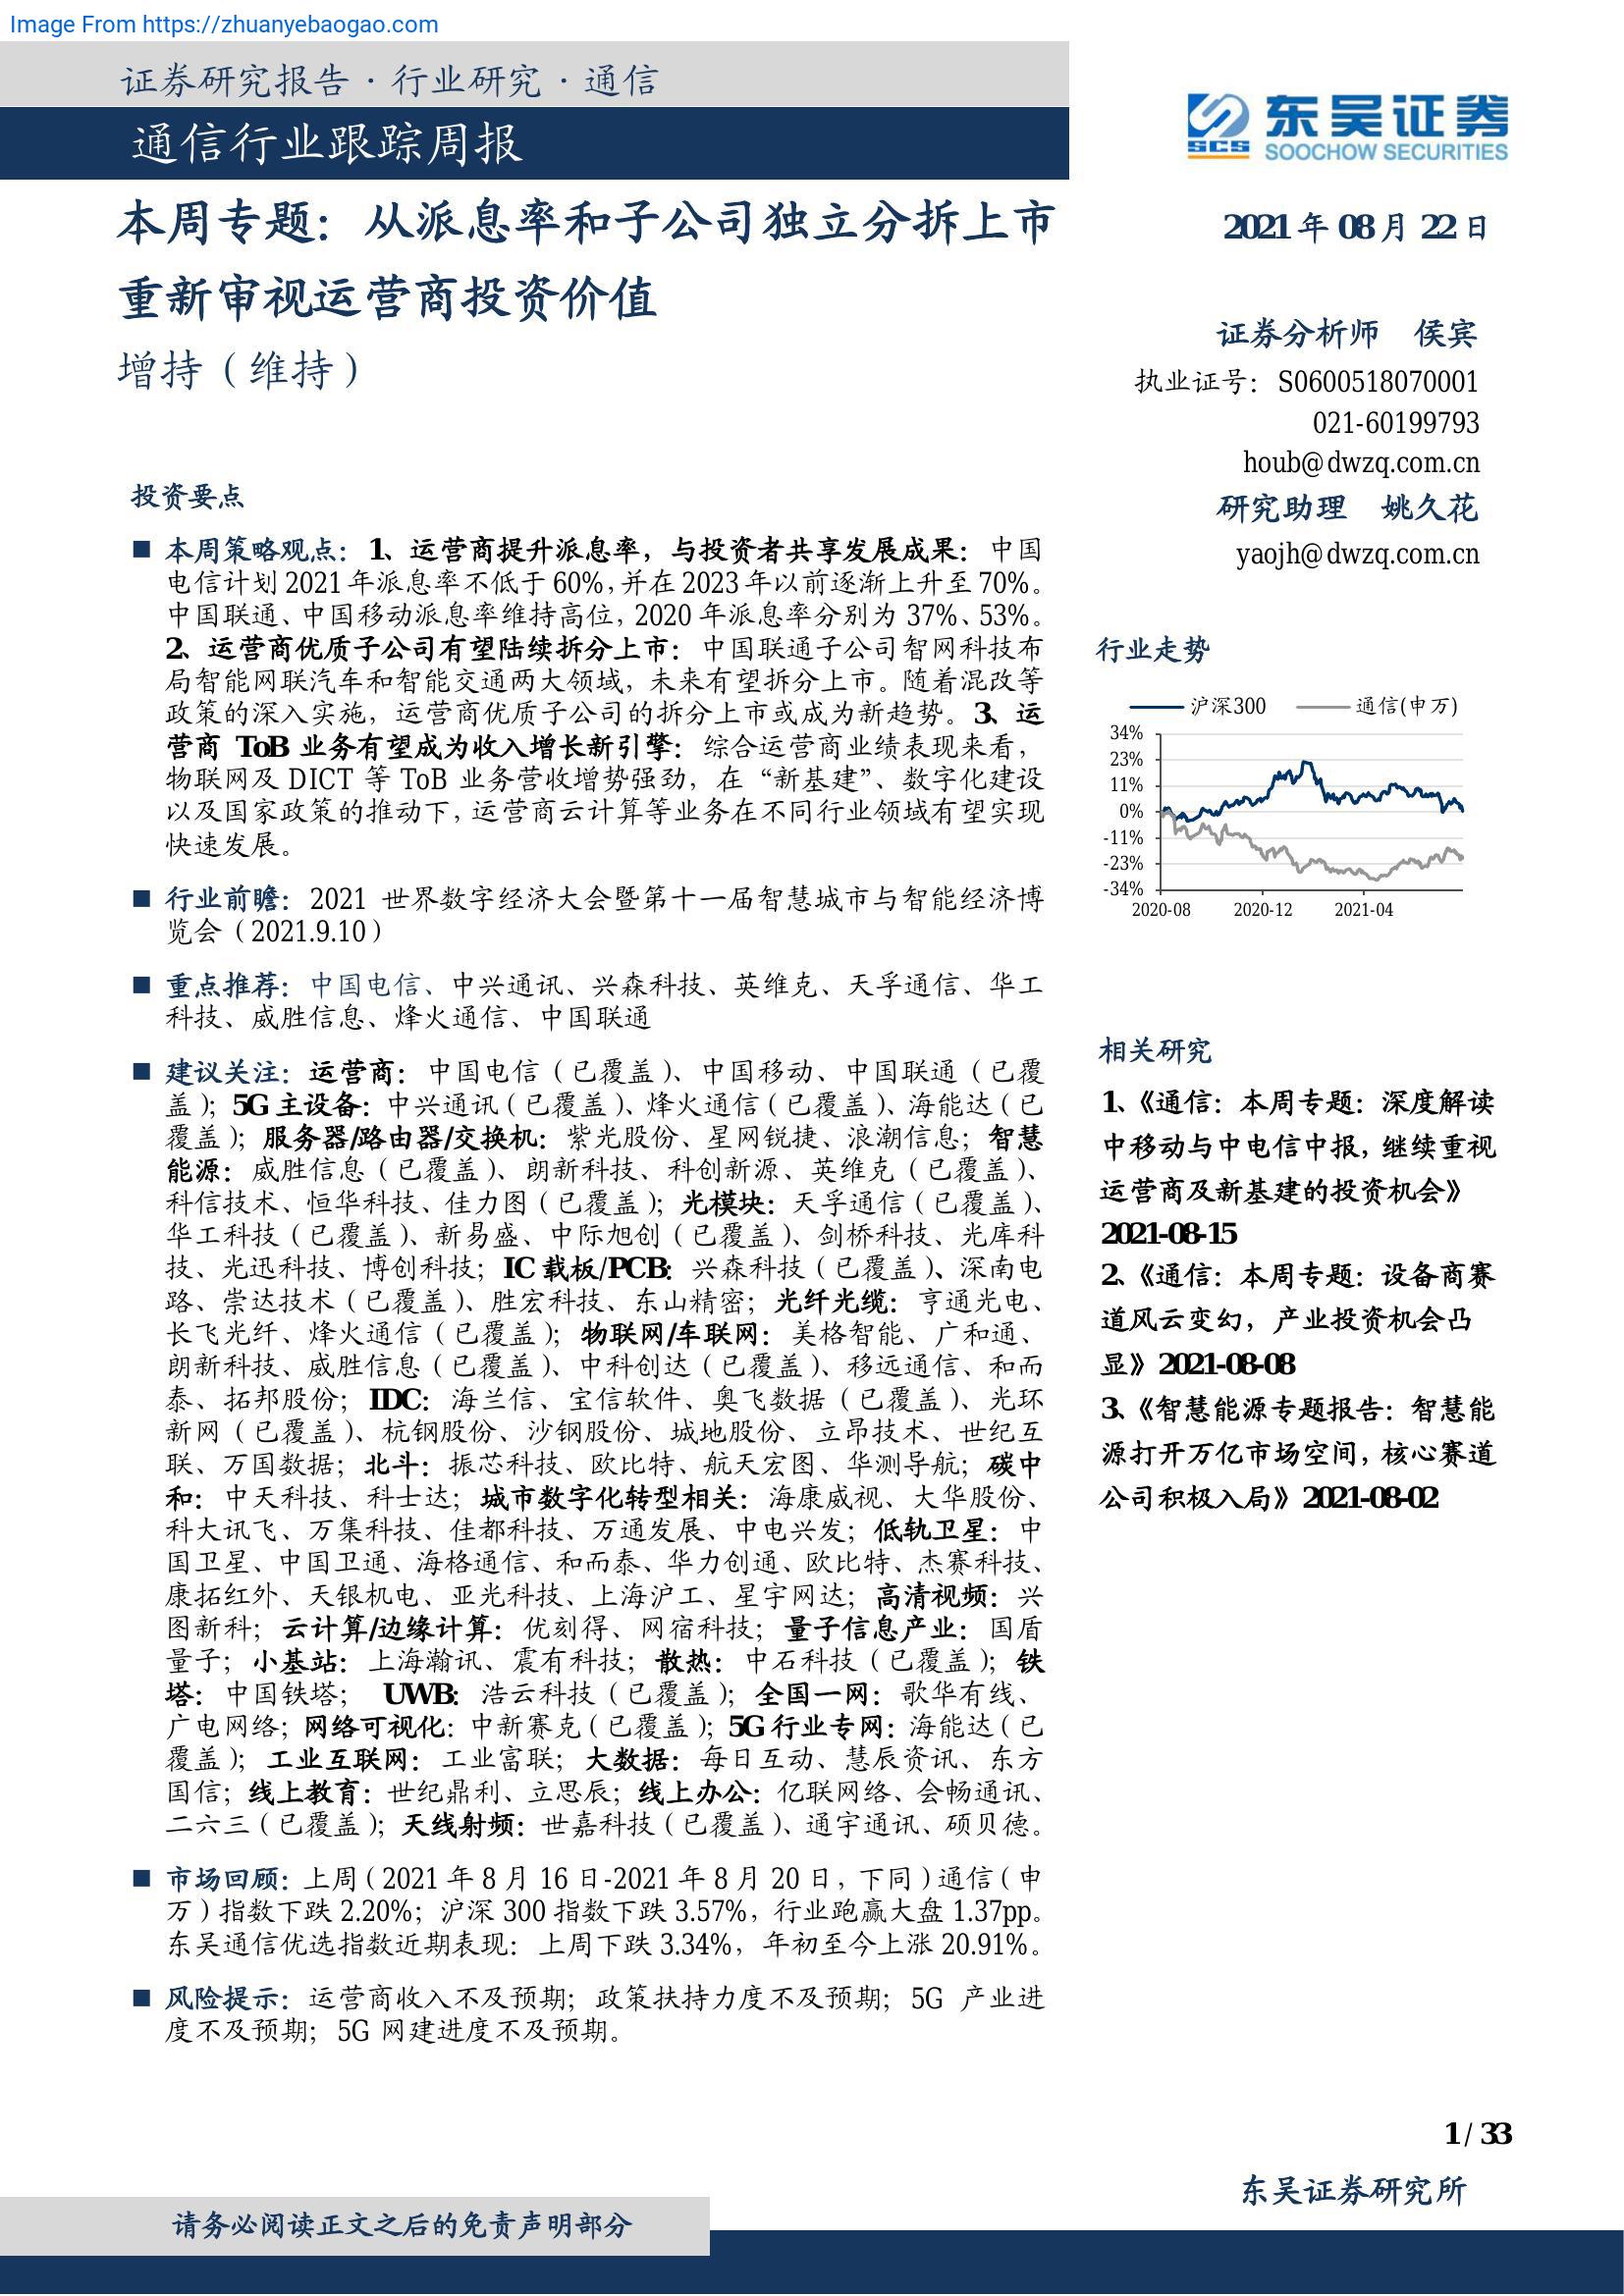 Image From https://zhuanyebaogao.com
证券研究报告·行业研究·通信
通信行业跟踪周报
东吴证券
SCS
SOOCHOW SECURITIES
本周专题：从派息率和子公司独立分拆上市
重新审视运营商投资价值
增持（维持）
2021 年 08 月 22 日
证券分析师 侯宾
执业证号：S0600518070001
021-60199793
houb@dwzq.com.cn
研究助理 姚久花
yaojh@dwzq.com.cn
投资要点
■ 本周策略观点：1、运营商提升派息率，与投资者共享发展成果：中国
电信计划 2021 年派息率不低于 60%，并在 2023 年以前逐渐上升至 70%。
中国联通、中国移动派息率维持高位，2020 年派息率分别为 37%、53%。
2、运营商优质子公司有望陆续拆分上市：中国联通子公司智网科技布
局智能网联汽车和智能交通两大领域，未来有望拆分上市。随着混改等
政策的深入实施，运营商优质子公司的拆分上市或成为新趋势。3、运
营商 ToB 业务有望成为收入增长新引擎：综合运营商业绩表现来看，
物联网及 DICT 等 ToB 业务营收增势强劲，在“新基建”、数字化建设
以及国家政策的推动下，运营商云计算等业务在不同行业领域有望实现
快速发展。
■ 行业前瞻：2021 世界数字经济大会暨第十一届智慧城市与智能经济博
览会（2021.9.10）
■ 重点推荐：中国电信、中兴通讯、兴森科技、英维克、天孚通信、华工
科技、威胜信息、烽火通信、中国联通
■ 建议关注：运营商：中国电信（已覆盖）、中国移动、中国联通（已覆
盖）；5G 主设备：中兴通讯（已覆盖）、烽火通信（已覆盖）、海能达（已
覆盖）；服务器/路由器/交换机：紫光股份、星网锐捷、浪潮信息；智慧
能源：威胜信息（已覆盖）、朗新科技、科创新源、英维克（已覆盖）、
科信技术、恒华科技、佳力图（已覆盖）；光模块：天孚通信（已覆盖）、
华工科技（已覆盖）、新易盛、中际旭创（已覆盖）、剑桥科技、光库科
技、光迅科技、博创科技；IC 载板/PCB：兴森科技（已覆盖）、深南电
路、崇达技术（已覆盖）、胜宏科技、东山精密；光纤光缆：亨通光电、
长飞光纤、烽火通信（已覆盖）；物联网/车联网：美格智能、广和通、
朗新科技、威胜信息（已覆盖）、中科创达（已覆盖）、移远通信、和而
泰、拓邦股份；IDC：海兰信、宝信软件、奥飞数据（已覆盖）、光环
新网（已覆盖）、杭钢股份、沙钢股份、城地股份、立昂技术、世纪互
联、万国数据；北斗：振芯科技、欧比特、航天宏图、华测导航；碳中
和：中天科技、科士达；城市数字化转型相关：海康威视、大华股份、
科大讯飞、万集科技、佳都科技、万通发展、中电兴发；低轨卫星：中
国卫星、中国卫通、海格通信、和而泰、华力创通、欧比特、杰赛科技、
康拓红外、天银机电、亚光科技、上海沪工、星宇网达；高清视频：兴
图新科；云计算/边缘计算：优刻得、网宿科技；量子信息产业：国盾
量子；小基站：上海瀚讯、震有科技；散热：中石科技（已覆盖）；铁
塔：中国铁塔； UWB：浩云科技（已覆盖）；全国一网：歌华有线、
广电网络；网络可视化：中新赛克（已覆盖）；5G 行业专网：海能达（已
覆盖）；工业互联网：工业富联；大数据：每日互动、慧辰资讯、东方
国信；线上教育：世纪鼎利、立思辰；线上办公：亿联网络、会畅通讯、
二六三（已覆盖）；天线射频：世嘉科技（已覆盖）、通宇通讯、硕贝德。
■ 市场回顾：上周（2021 年 8 月 16 日-2021 年 8 月 20 日，下同）通信（申
万）指数下跌 2.20%；沪深 300 指数下跌 3.57%，行业跑赢大盘 1.37pp。
东吴通信优选指数近期表现：上周下跌 3.34%，年初至今上涨 20.91%。
■ 风险提示：运营商收入不及预期；政策扶持力度不及预期；5G 产业进
度不及预期；5G 网建进度不及预期。
行业走势
沪深300 通信(申万)
34%
23%
11%
0%
-11%
-23%
-34%
2020-08 2020-12 2021-04
相关研究
1、《通信：本周专题：深度解读
中移动与中电信中报，继续重视
运营商及新基建的投资机会》
2021-08-15
2、《通信：本周专题：设备商赛
道风云变幻，产业投资机会凸
显》2021-08-08
3、《智慧能源专题报告：智慧能
源打开万亿市场空间，核心赛道
公司积极入局》2021-08-02
1 / 33
东吴证券研究所
请务必阅读正文之后的免责声明部分